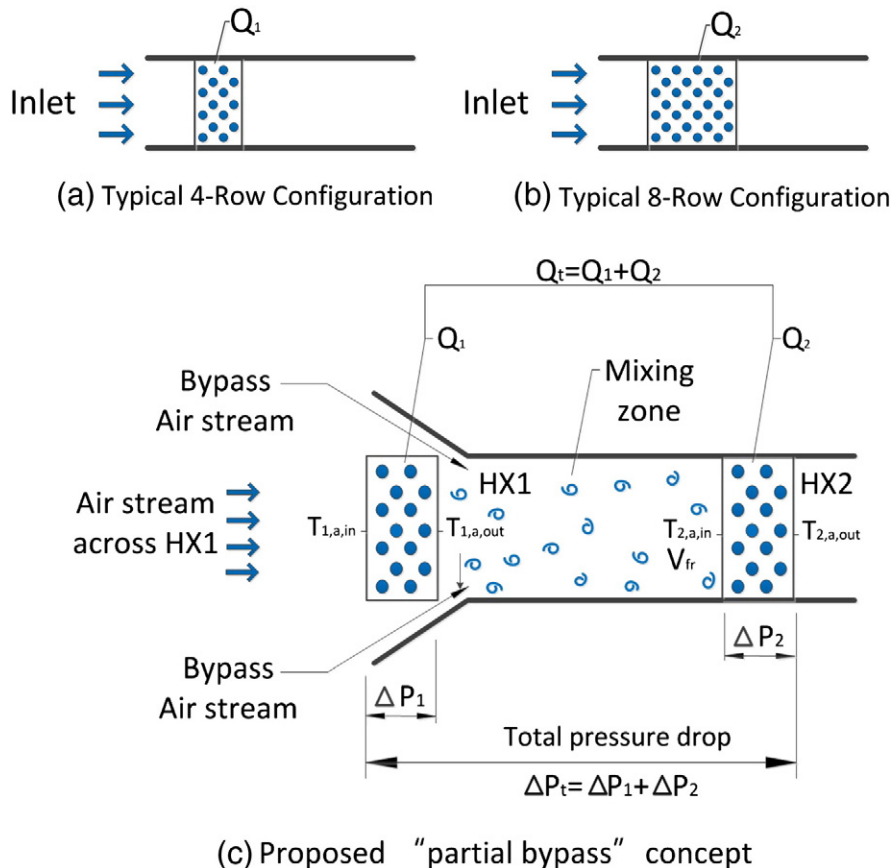 Q₁
Q₂
Inlet
Inlet
(a) Typical 4-Row Configuration
(b) Typical 8-Row Configuration
Qₜ=Q₁+Q₂
Q₁
Q₂
Bypass
Air stream
Mixing
zone
HX1
HX2
Air stream
across HX1
T1,a,in
T1,a,out
T2,a,in
T2,a,out
Vfr
Bypass
Air stream
Δ P₁
Δ P₂
Total pressure drop
ΔPₜ= ΔP₁+ ΔP₂
(c) Proposed “partial bypass” concept